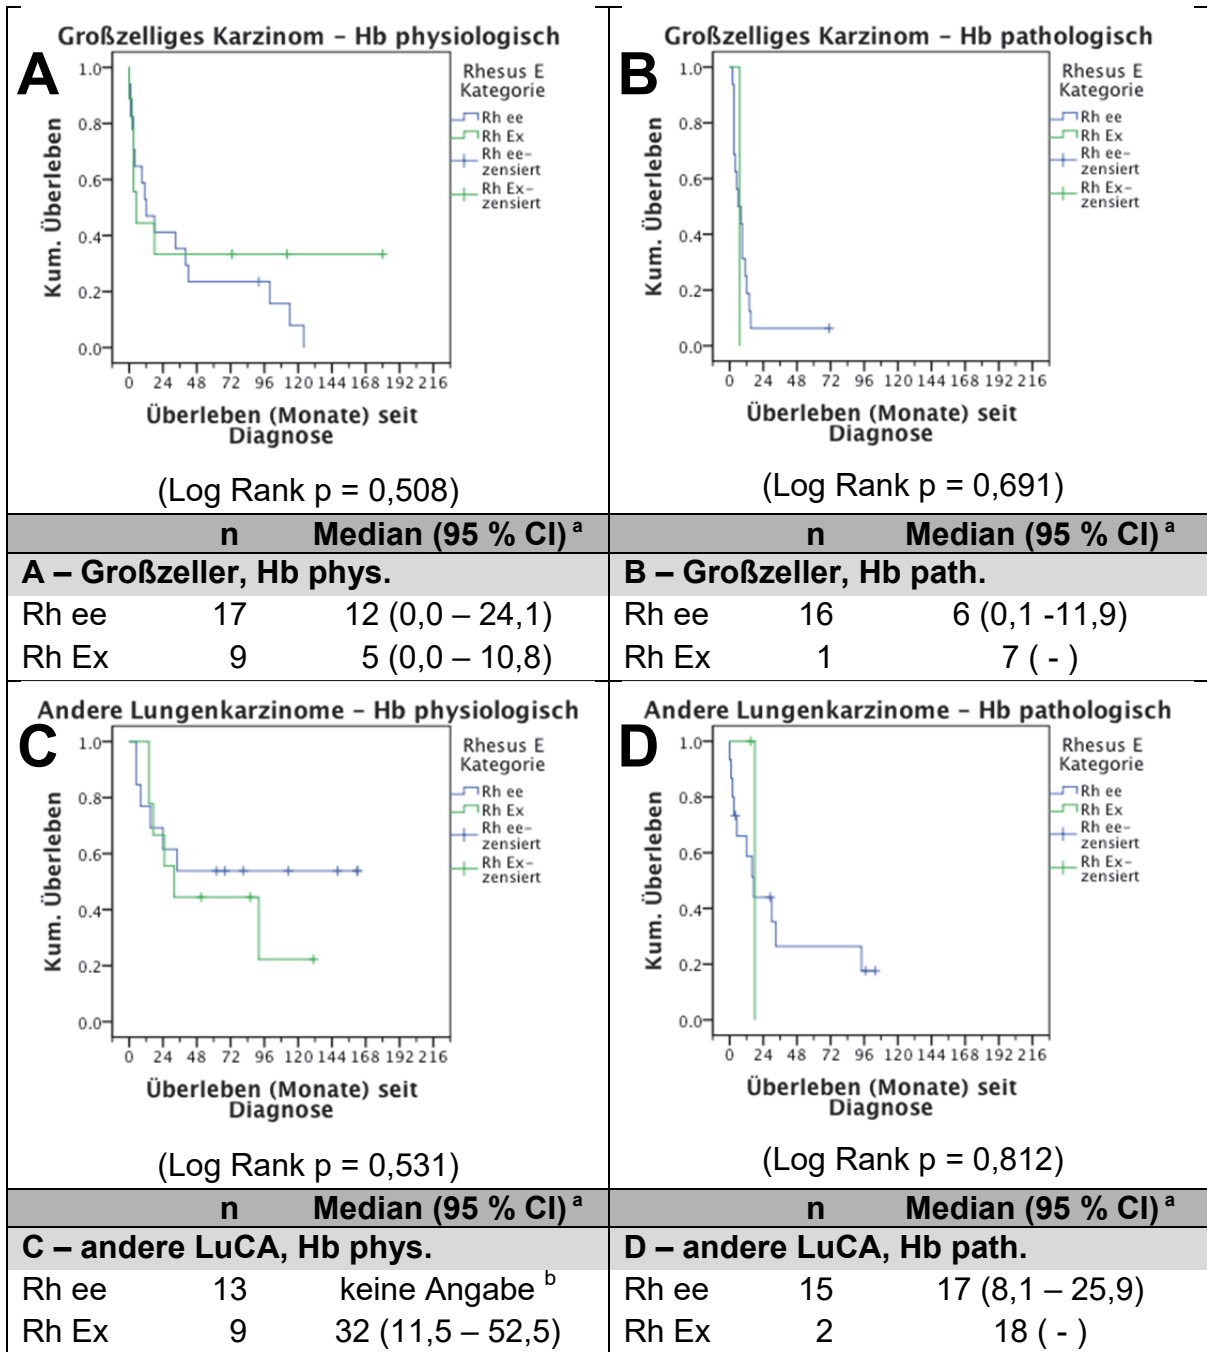 Großzelliges Karzinom – Hb physiologisch
A
Kum. Überleben
1.0
0.8
0.6
0.4
0.2
0.0
0 24 48 72 96 120 144 168 192 216
Überleben (Monate) seit
Diagnose
Rhesus E
Kategorie
Rh ee
Rh Ex
Rh ee-
zensiert
Rh Ex-
zensiert
(Log Rank p = 0,508)
n Median (95 % CI) a
A – Großzeller, Hb phys.
Rh ee 17 12 (0,0 – 24,1)
Rh Ex 9 5 (0,0 – 10,8)
Großzelliges Karzinom – Hb pathologisch
B
Kum. Überleben
1.0
0.8
0.6
0.4
0.2
0.0
0 24 48 72 96 120 144 168 192 216
Überleben (Monate) seit
Diagnose
Rhesus E
Kategorie
Rh ee
Rh Ex
Rh ee-
zensiert
Rh Ex-
zensiert
(Log Rank p = 0,691)
n Median (95 % CI) a
B – Großzeller, Hb path.
Rh ee 16 6 (0,1 -11,9)
Rh Ex 1 7 ( - )
Andere Lungenkarzinome – Hb physiologisch
C
Kum. Überleben
1.0
0.8
0.6
0.4
0.2
0.0
0 24 48 72 96 120 144 168 192 216
Überleben (Monate) seit
Diagnose
Rhesus E
Kategorie
Rh ee
Rh Ex
Rh ee-
zensiert
Rh Ex-
zensiert
(Log Rank p = 0,531)
n Median (95 % CI) a
C – andere LuCA, Hb phys.
Rh ee 13 keine Angabe b
Rh Ex 9 32 (11,5 – 52,5)
Andere Lungenkarzinome – Hb pathologisch
D
Kum. Überleben
1.0
0.8
0.6
0.4
0.2
0.0
0 24 48 72 96 120 144 168 192 216
Überleben (Monate) seit
Diagnose
Rhesus E
Kategorie
Rh ee
Rh Ex
Rh ee-
zensiert
Rh Ex-
zensiert
(Log Rank p = 0,812)
n Median (95 % CI) a
D – andere LuCA, Hb path.
Rh ee 15 17 (8,1 – 25,9)
Rh Ex 2 18 ( - )